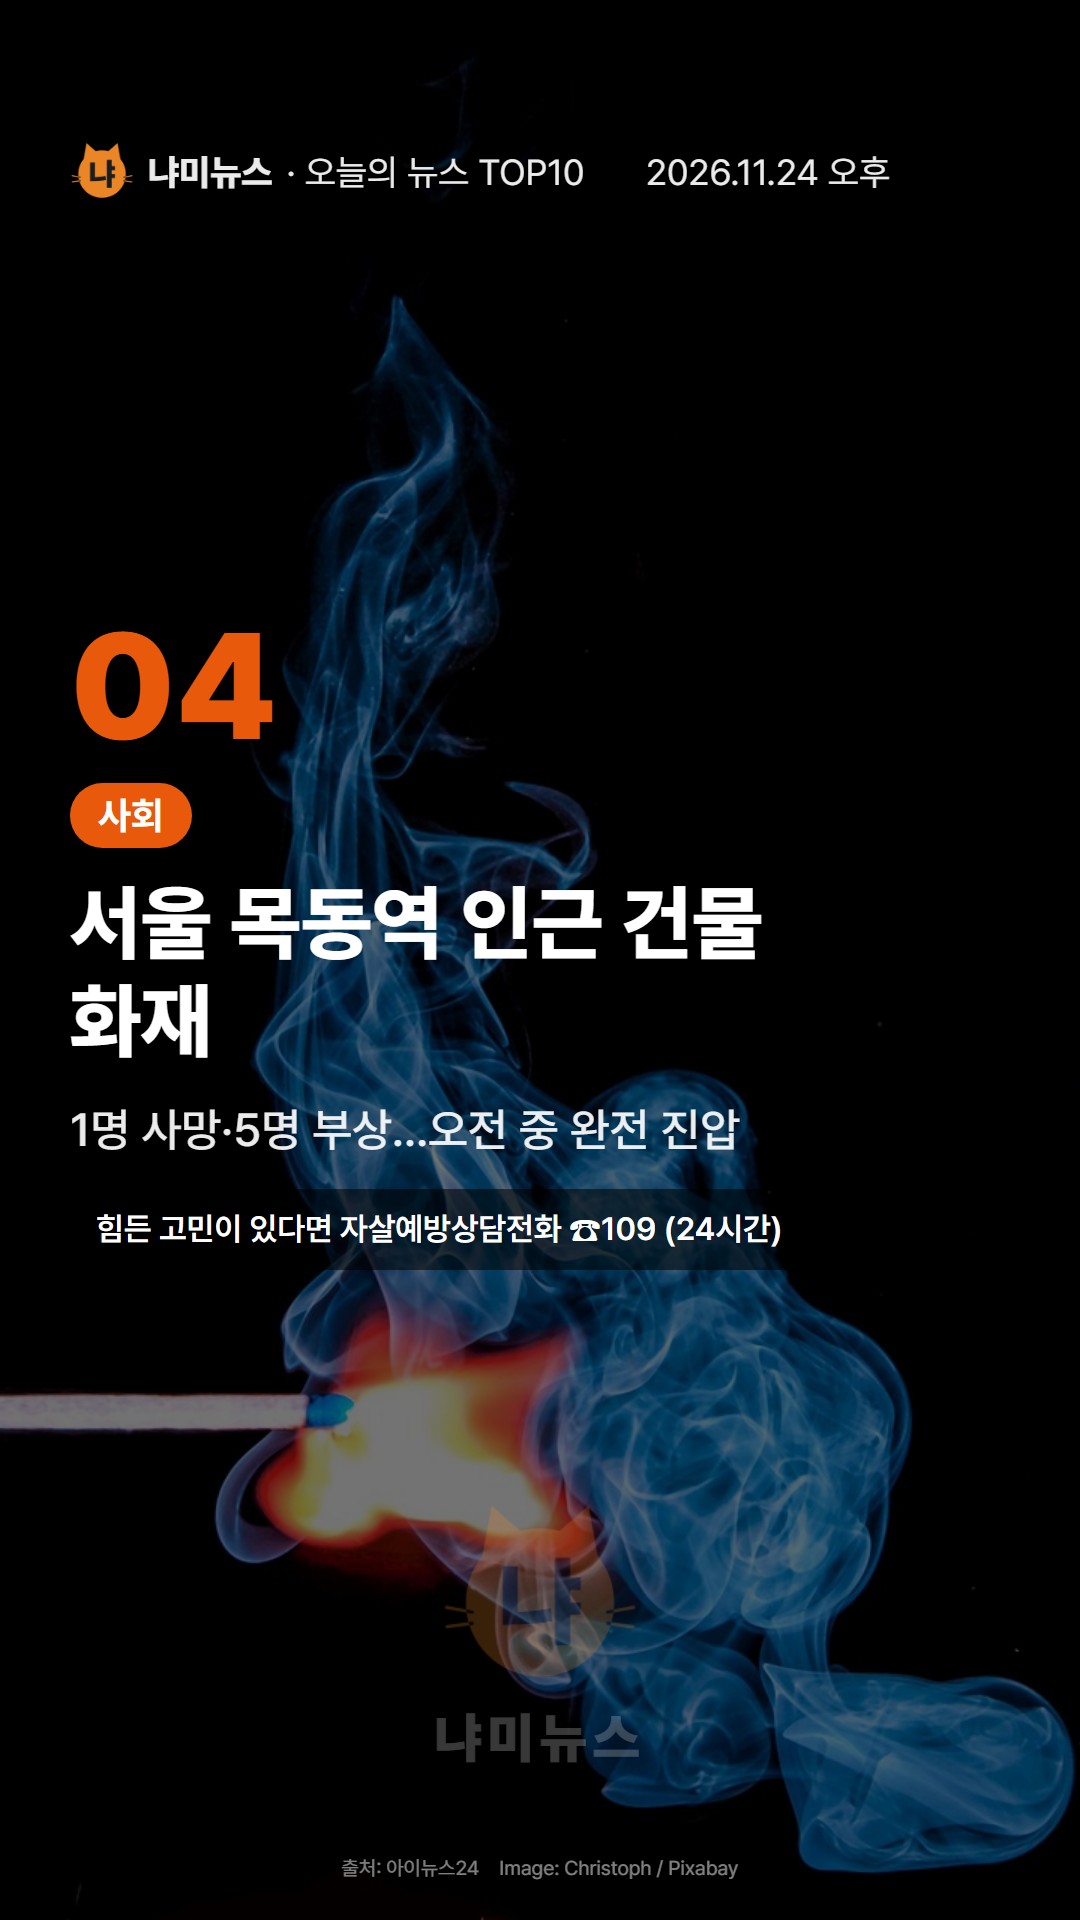 냐 냐미뉴스 · 오늘의 뉴스 TOP10 2026.11.24 오후
04
사회
서울 목동역 인근 건물
화재
1명 사망·5명 부상...오전 중 완전 진압
힘든 고민이 있다면 자살예방상담전화 ☎109 (24시간)
냐
냐미뉴스
출처: 아이뉴스24 Image: Christoph / Pixabay